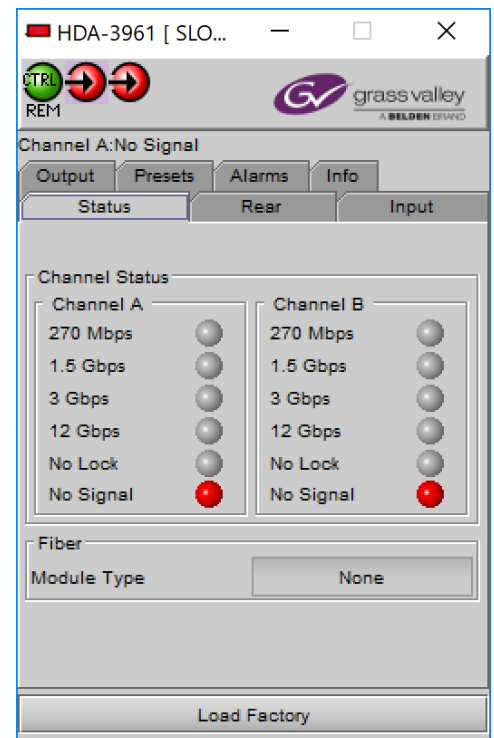 HDA-3961 [ SLO...
CTRL
REM
grass valley
A BELDEN BRAND
Channel A:No Signal
Output Presets Alarms Info
Status Rear Input
Channel Status
Channel A Channel B
270 Mbps 270 Mbps
1.5 Gbps 1.5 Gbps
3 Gbps 3 Gbps
12 Gbps 12 Gbps
No Lock No Lock
No Signal No Signal
Fiber
Module Type None
Load Factory